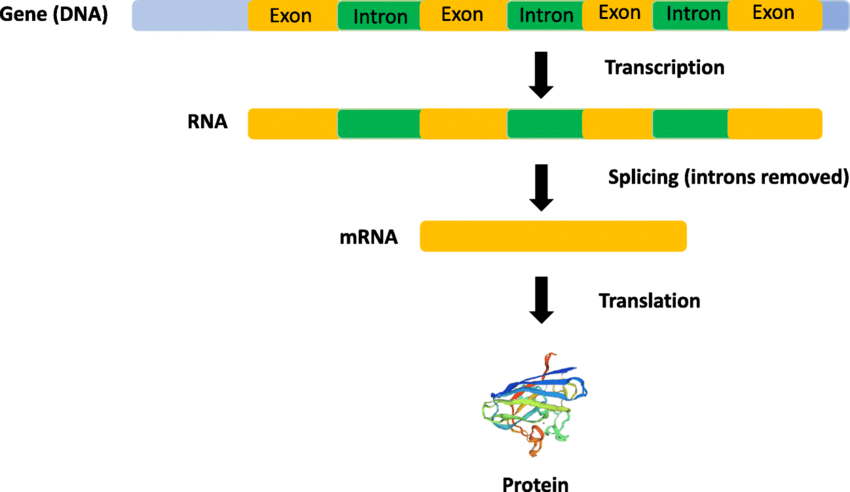 Gene (DNA)
Exon
Intron
Exon
Intron
Exon
Intron
Exon
Transcription
RNA
Splicing (introns removed)
mRNA
Translation
Protein